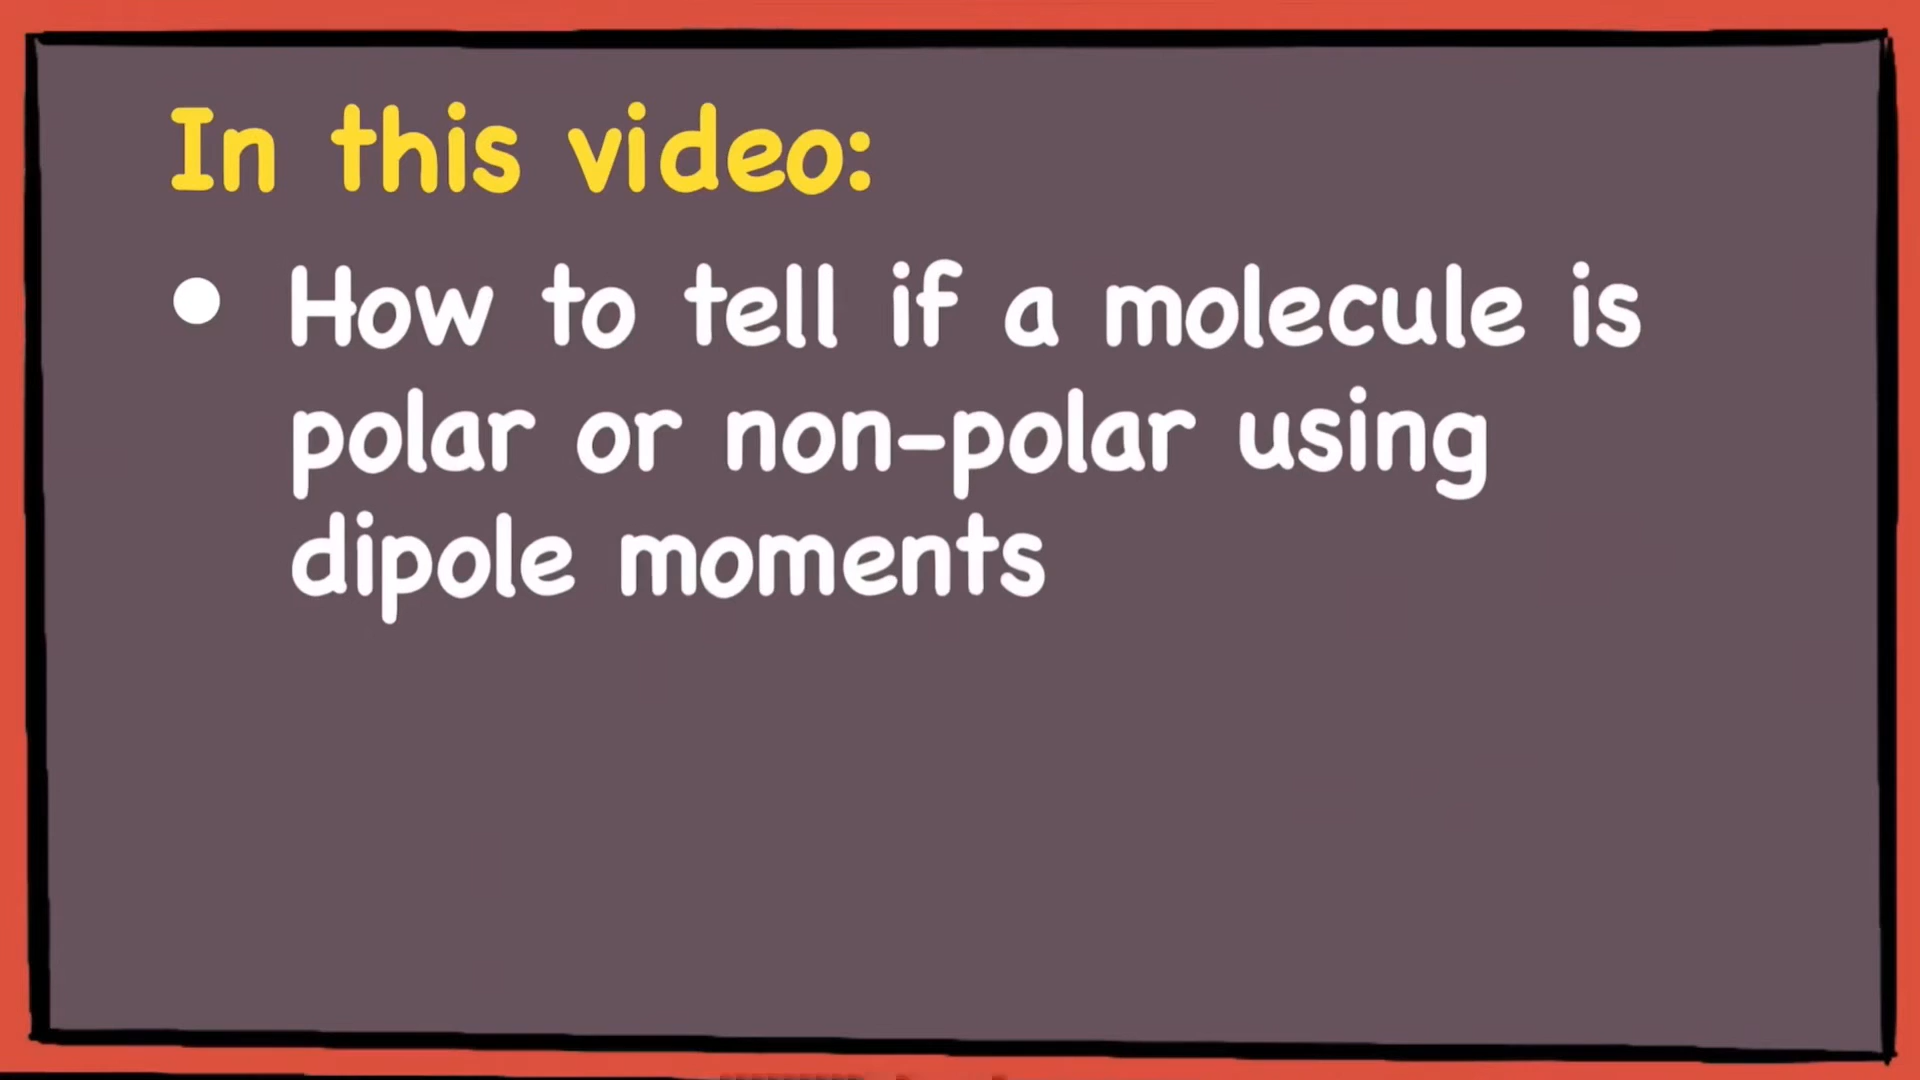 In this video:
• How to tell if a molecule is
polar or non-polar using
dipole moments